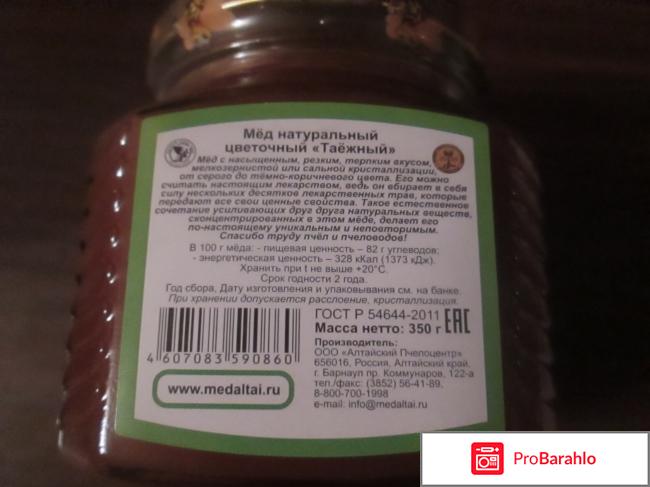 Мёд натуральный
цветочный «Таёжный»
Мёд с насыщенным, резким, терпким вкусом,
мелкозернистой или сальной кристаллизации,
от серого до тёмно-коричневого цвета. Его можно
считать настоящим лекарством, ведь он вбирает в себя
силу нескольких десятков лекарственных трав, которые
передают все свои ценные свойства. Такое естественное
сочетание усиливающих друг друга натуральных веществ,
сконцентрированных в этом мёде, делает его
по-настоящему уникальным и неповторимым.
Спасибо труду пчёл и пчеловодов!
В 100 г мёда: - пищевая ценность – 82 г углеводов;
- энергетическая ценность – 328 кКал (1373 кДж).
Хранить при t не выше +20°С.
Срок годности 2 года.
Год сбора, Дату изготовления и упаковывания см. на банке.
При хранении допускается расслоение, кристаллизация.
ГОСТ Р 54644-2011
Масса нетто: 350 г ЕАС
Производитель:
ООО «Алтайский Пчелоцентр»
656016, Россия, Алтайский край,
г. Барнаул пр. Коммунаров, 122-а
тел./факс: (3852) 56-41-89,
8-800-700-1998
e-mail: info@medaltai.ru
4 607083 590860
www.medaltai.ru
ProBarahlo